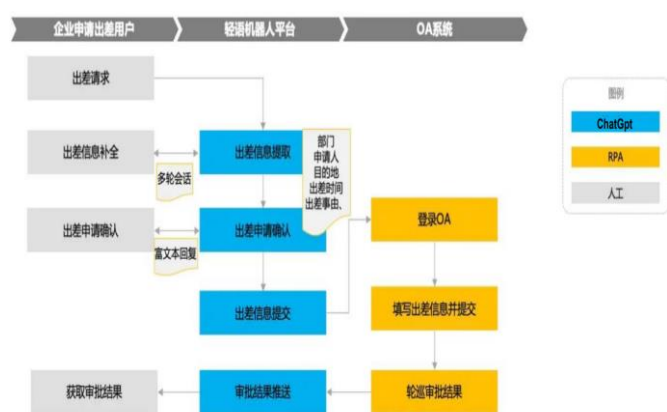 企业申请出差用户
轻语机器人平台
OA系统
出差请求
图例
ChatGpt
RPA
人工
出差信息补全
多轮会话
出差信息提取
部门
申请人
目的地
出差时间
出差事由、
出差申请确认
富文本回复
出差申请确认
登录OA
出差信息提交
填写出差信息并提交
获取审批结果
审批结果推送
轮巡审批结果